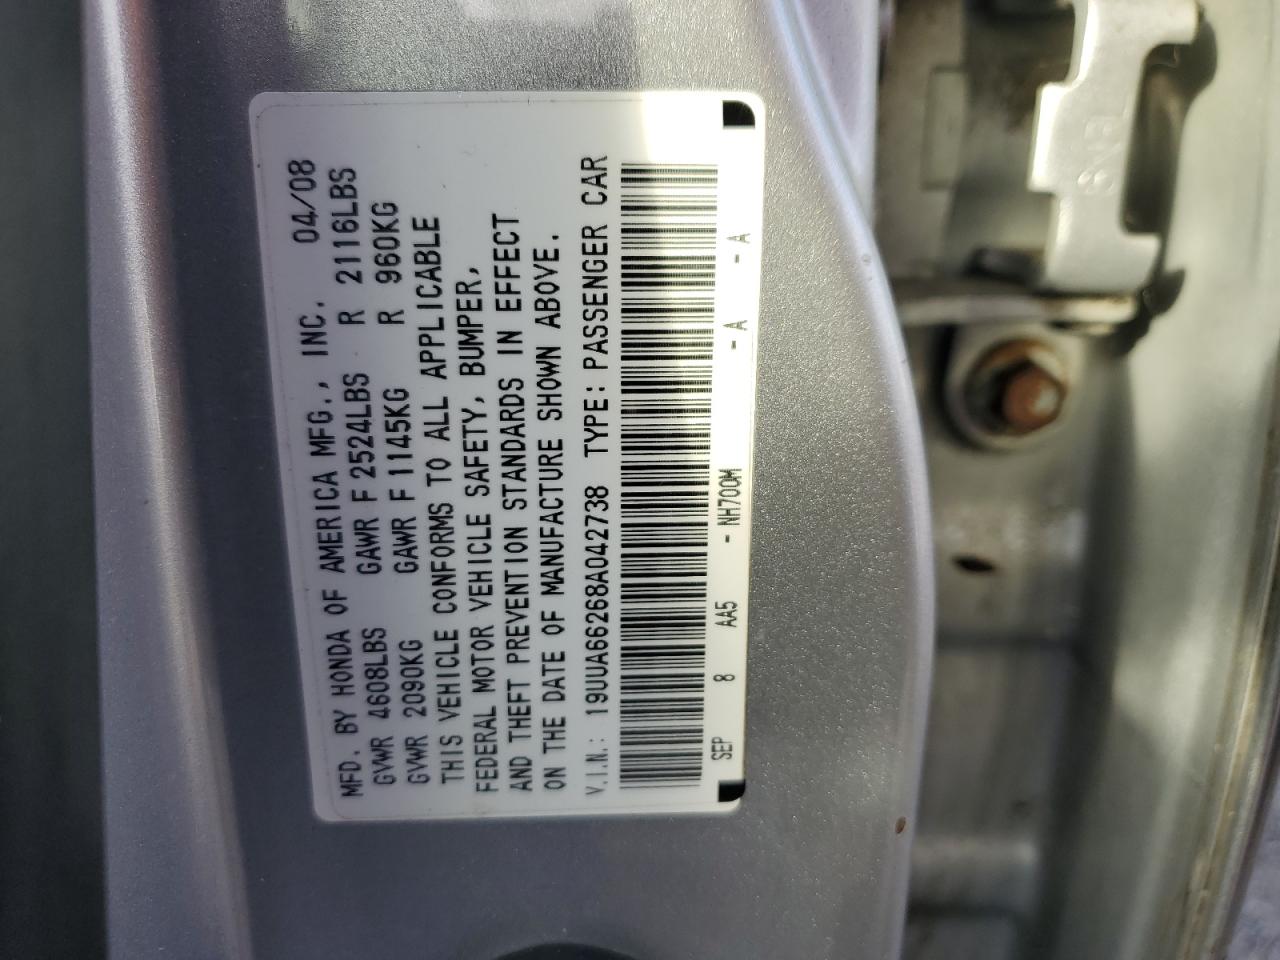 MFD. BY HONDA OF AMERICA MFG., INC. 04/08
GVWR 4608LBS GAWR F 2524LBS R 2116LBS
GVWR 2090KG GAWR F 1145KG R 960KG
THIS VEHICLE CONFORMS TO ALL APPLICABLE
FEDERAL MOTOR VEHICLE SAFETY, BUMPER,
AND THEFT PREVENTION STANDARDS IN EFFECT
ON THE DATE OF MANUFACTURE SHOWN ABOVE.
V.I.N.: 19UUA66268A042738 TYPE: PASSENGER CAR
SEP 8 AA5 - NH700M - A - A